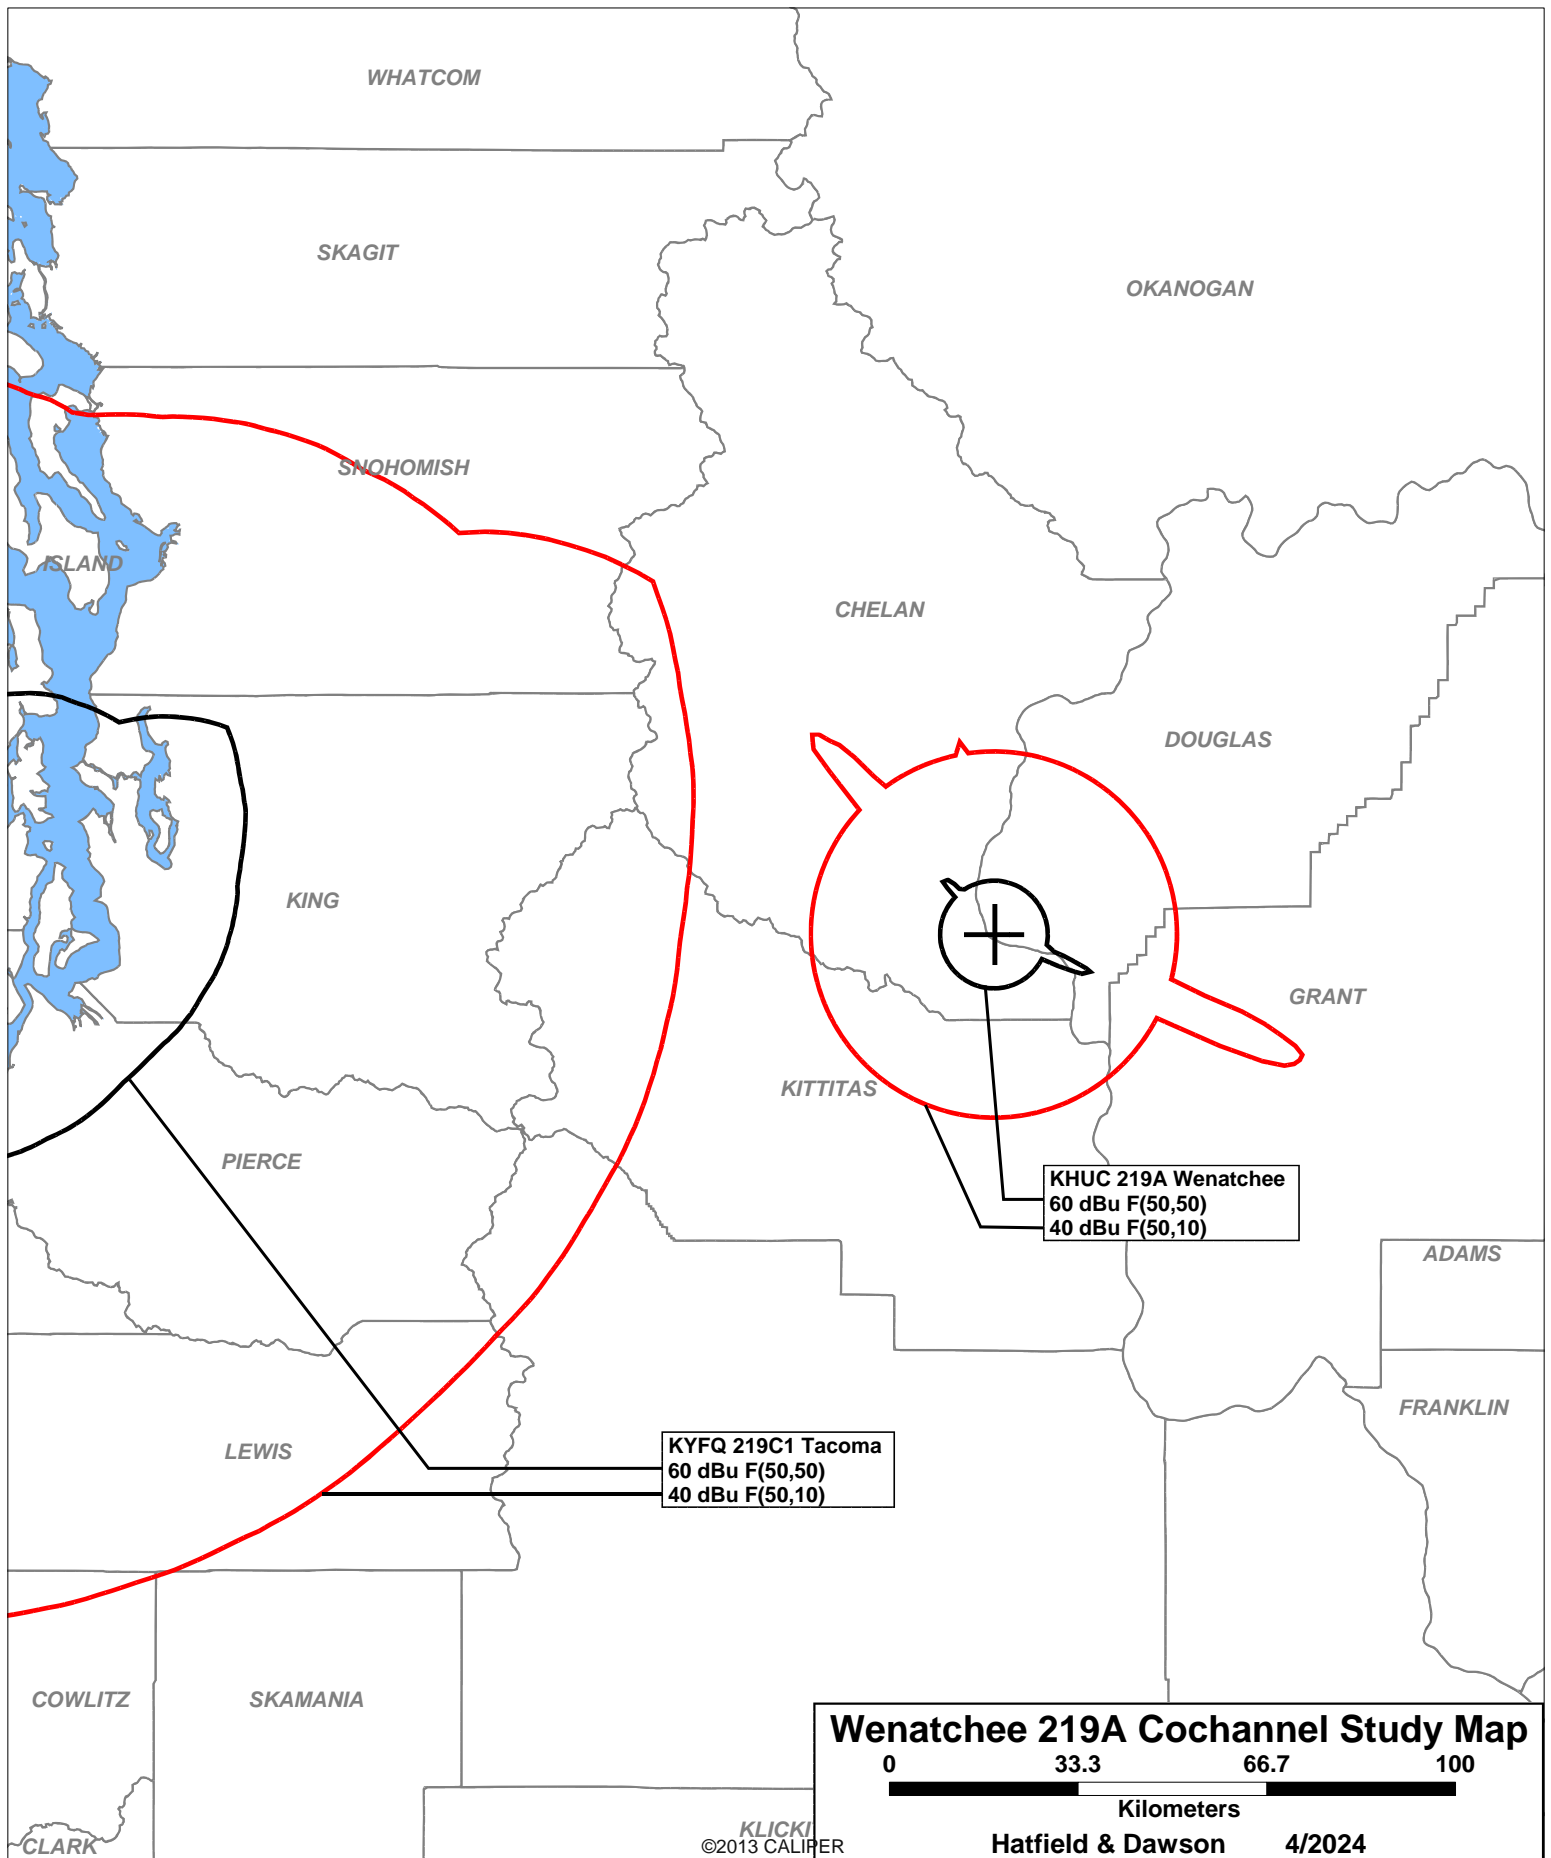 WHATCOM
SKAGIT
OKANOGAN
SNOHOMISH
ISLAND
CHELAN
DOUGLAS
KING
GRANT
KITTITAS
PIERCE
KHUC 219A Wenatchee
60 dBu F(50,50)
40 dBu F(50,10)
ADAMS
FRANKLIN
LEWIS
KYFQ 219C1 Tacoma
60 dBu F(50,50)
40 dBu F(50,10)
COWLITZ
SKAMANIA
Wenatchee 219A Cochannel Study Map
0 33.3 66.7 100
Kilometers
KLICKI
©2013 CALIPER
Hatfield & Dawson 4/2024
CLARK